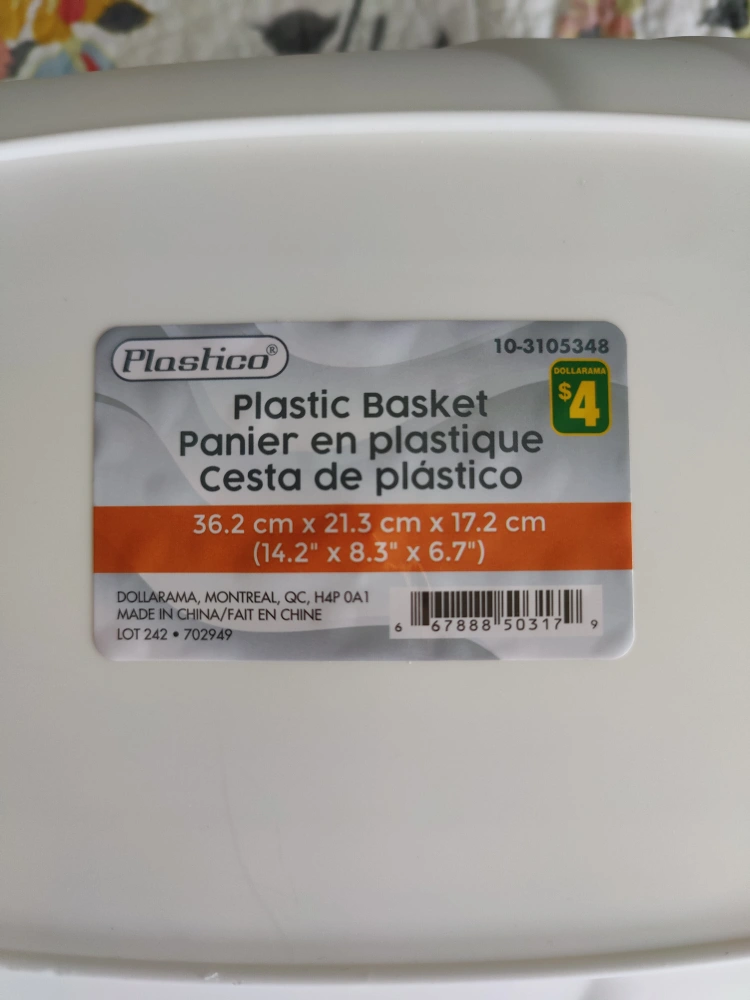 Plastico®
10-3105348
DOLLARAMA
$4
Plastic Basket
Panier en plastique
Cesta de plástico
36.2 cm x 21.3 cm x 17.2 cm
(14.2" x 8.3" x 6.7")
DOLLARAMA, MONTREAL, QC, H4P 0A1
MADE IN CHINA/FAIT EN CHINE
LOT 242 • 702949
6 67888 50317 9